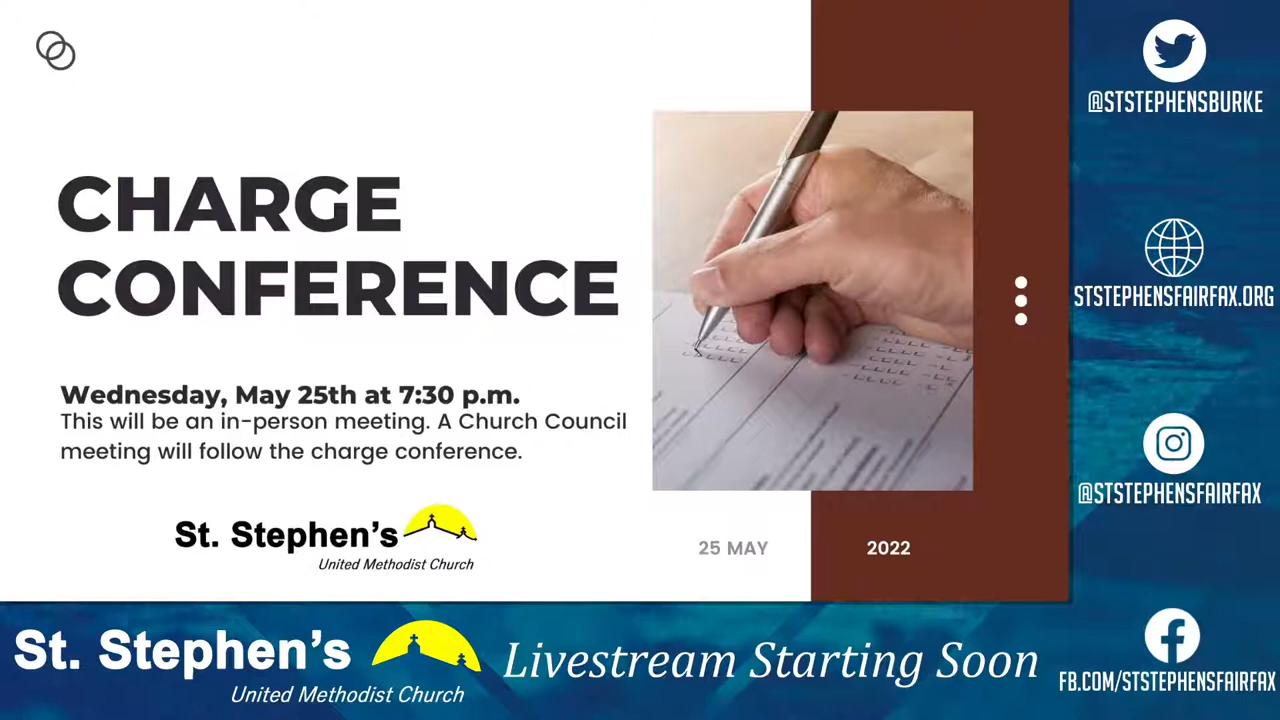 CHARGE
CONFERENCE
Wednesday, May 25th at 7:30 p.m.
This will be an in-person meeting. A Church Council
meeting will follow the charge conference.
St. Stephen's
United Methodist Church
25 MAY
2022
@STSTEPHENSBURKE
STSTEPHENSFAIRFAX.ORG
@STSTEPHENSFAIRFAX
FB.COM/STSTEPHENSFAIRFAX
St. Stephen's
United Methodist Church
Livestream Starting Soon